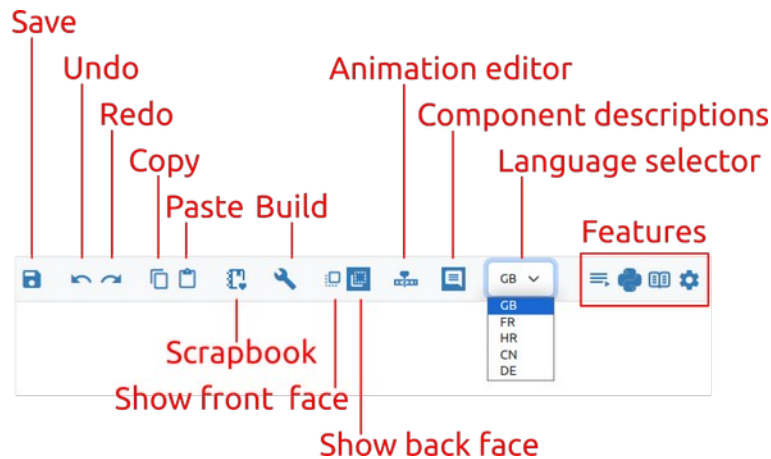 Save
Undo
Animation editor
Redo
Component descriptions
Copy
Language selector
Paste Build
Features
GB
GB
FR
HR
CN
DE
Scrapbook
Show front face
Show back face